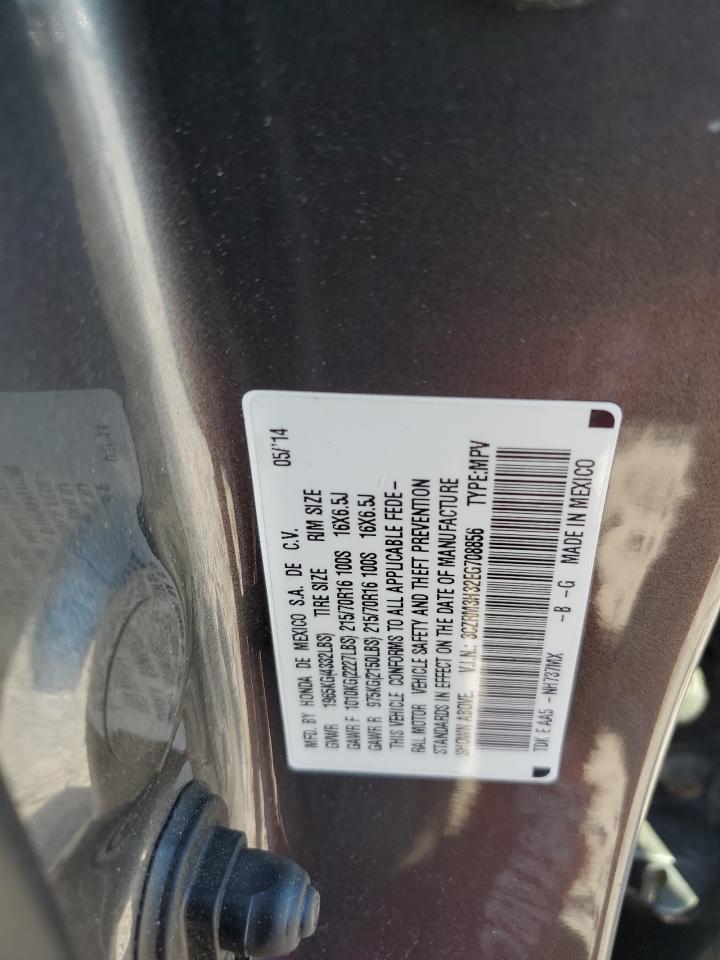 MFD. BY HONDA DE MEXICO S.A. DE C.V. 05/'14
GVWR 1965KG(4332LBS) TIRE SIZE RIM SIZE
GAWR F 1010KG(2227LBS) 215/70R16 100S 16X6.5J
GAWR R 975KG(2150LBS) 215/70R16 100S 16X6.5J
THIS VEHICLE CONFORMS TO ALL APPLICABLE FEDE-
RAL MOTOR VEHICLE SAFETY AND THEFT PREVENTION
STANDARDS IN EFFECT ON THE DATE OF MANUFACTURE
SHOWN ABOVE. V.I.N.: 3CZRM3H32EG708856 TYPE:MPV
TDK E AA5 -NH737MX -B -G MADE IN MEXICO